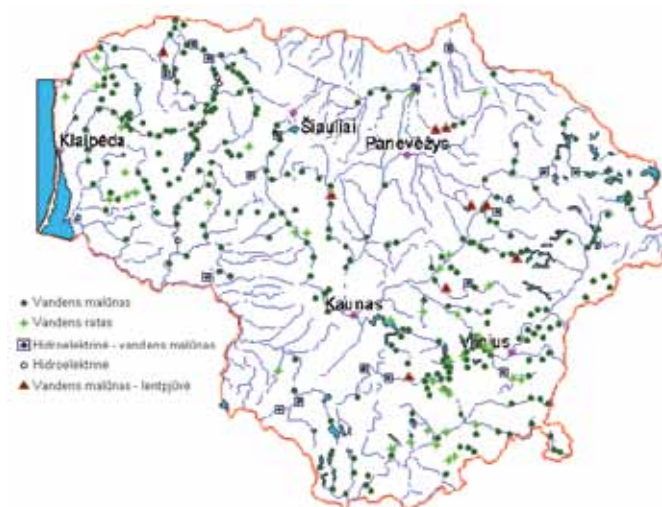 Klaipėda
Šiauliai
Panevėžys
Kaunas
Vilnius
Vandens malūnas
Vandens ratas
Hidroelektrinė - vandens malūnas
Hidroelektrinė
Vandens malūnas - lentpjūvė